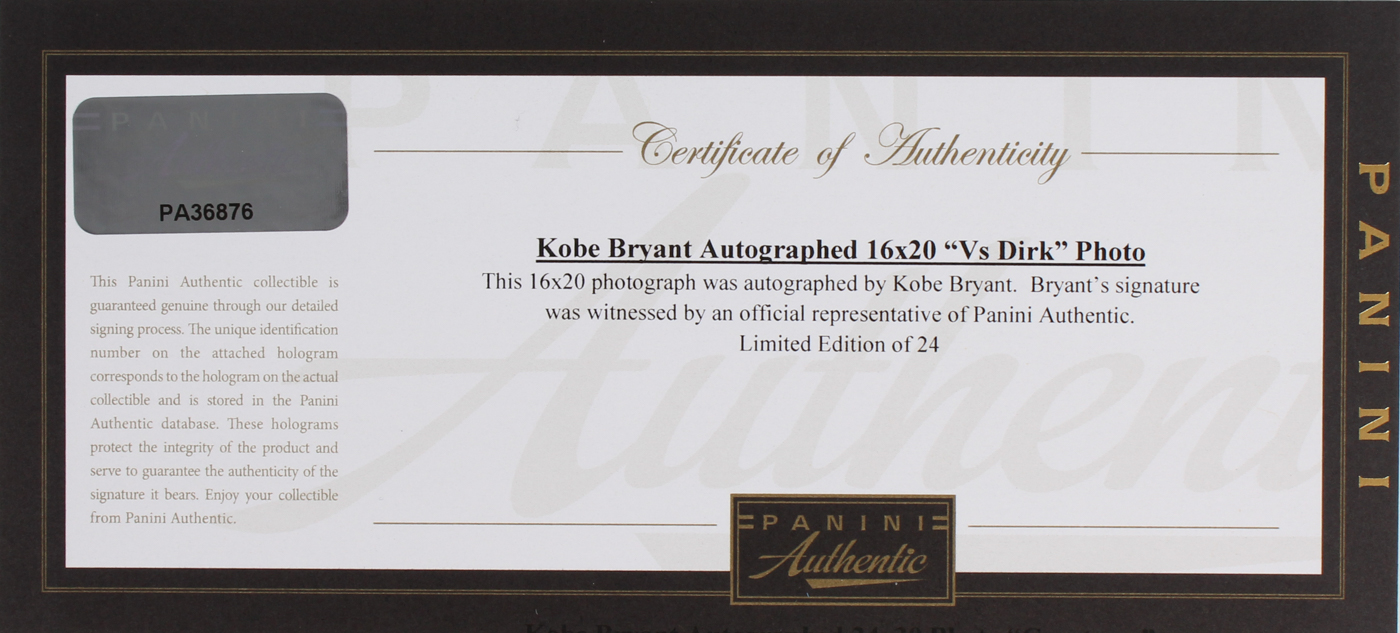 PANINI
PA36876
This Panini Authentic collectible is
guaranteed genuine through our detailed
signing process. The unique identification
number on the attached hologram
corresponds to the hologram on the actual
collectible and is stored in the Panini
Authentic database. These holograms
protect the integrity of the product and
serve to guarantee the authenticity of the
signature it bears. Enjoy your collectible
from Panini Authentic.
PANIN
Certificate of Authenticity
Kobe Bryant Autographed 16x20 “Vs Dirk” Photo
This 16x20 photograph was autographed by Kobe Bryant.  Bryant’s signature
was witnessed by an official representative of Panini Authentic.
Limited Edition of 24
Authenti
PANINI
Authentic
PANINI